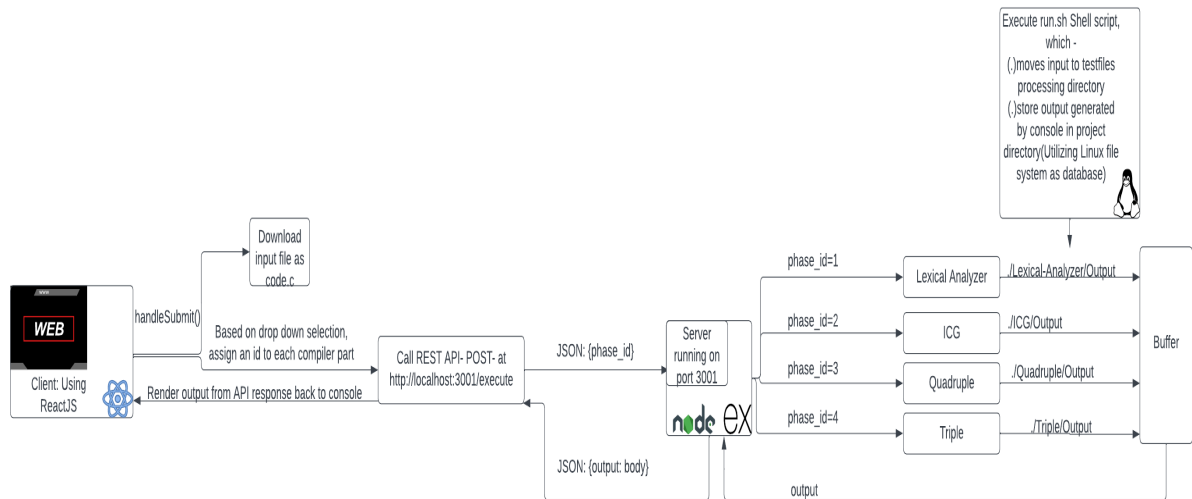 Execute run.sh Shell script,
which -
(.)moves input to testfiles
processing directory
(.)store output generated
by console in project
directory(Utilizing Linux file
system as database)
Download
input file as
code.c
www
WEB
Client: Using
ReactJS
handleSubmit()
Based on drop down selection,
assign an id to each compiler part
Render output from API response back to console
Call REST API- POST- at
http://localhost:3001/execute
JSON: {phase_id}
JSON: {output: body}
Server
running on
port 3001
node ex
phase_id=1
phase_id=2
phase_id=3
phase_id=4
Lexical Analyzer
ICG
Quadruple
Triple
./Lexical-Analyzer/Output
./ICG/Output
./Quadruple/Output
./Triple/Output
Buffer
output